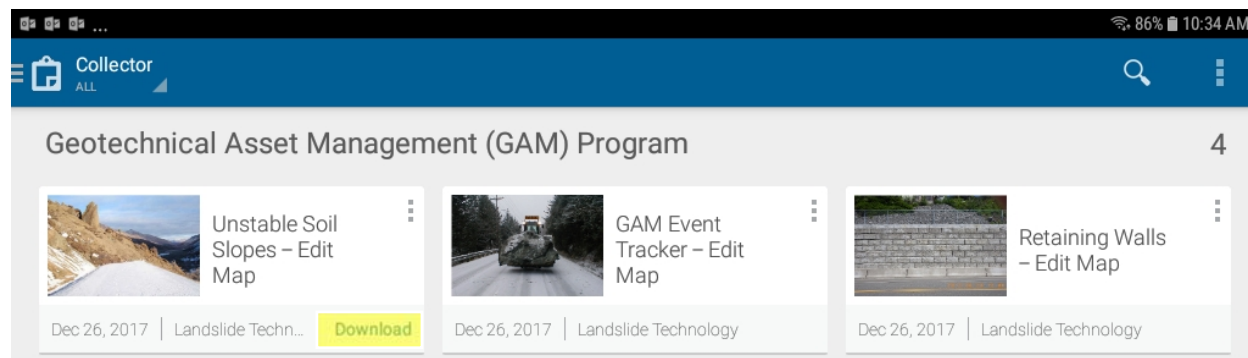 ... 86% 10:34 AM
Collector
ALL
Geotechnical Asset Management (GAM) Program 4
Unstable Soil
Slopes – Edit
Map
Dec 26, 2017 | Landslide Techn... Download
GAM Event
Tracker – Edit
Map
Dec 26, 2017 | Landslide Technology
Retaining Walls
– Edit Map
Dec 26, 2017 | Landslide Technology